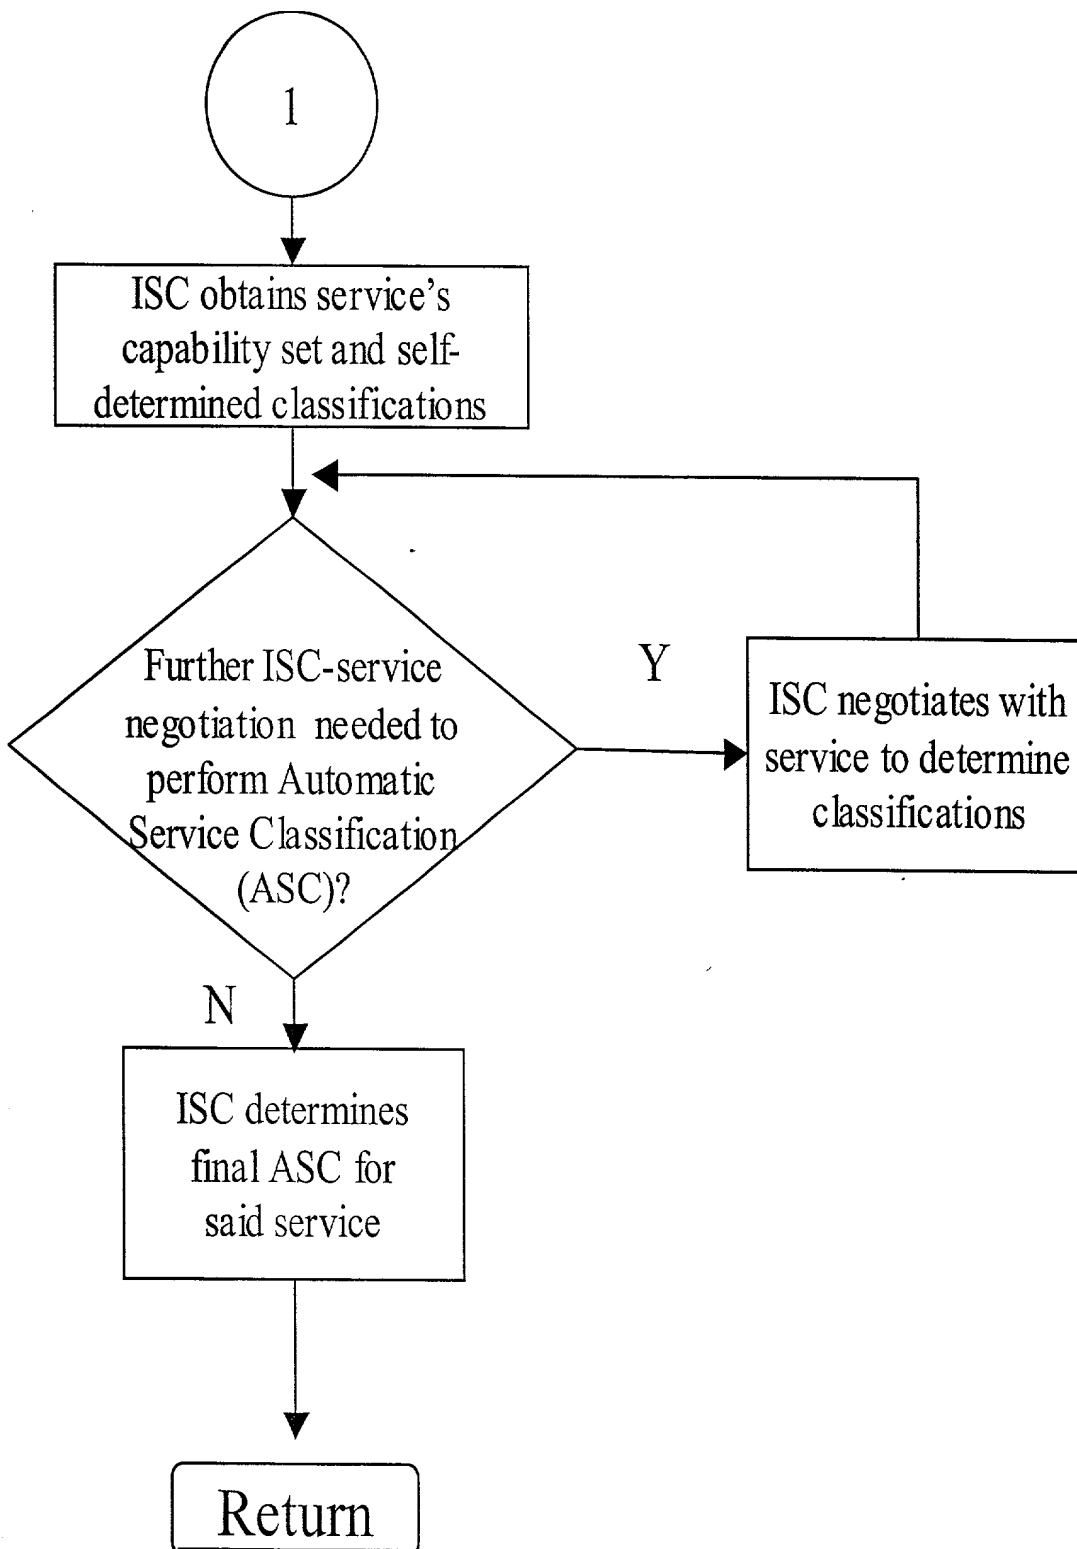 1
ISC obtains service's
capability set and self-
determined classifications
Further ISC-service
negotiation needed to
perform Automatic
Service Classification
(ASC)?
Y
ISC negotiates with
service to determine
classifications
N
ISC determines
final ASC for
said service
Return